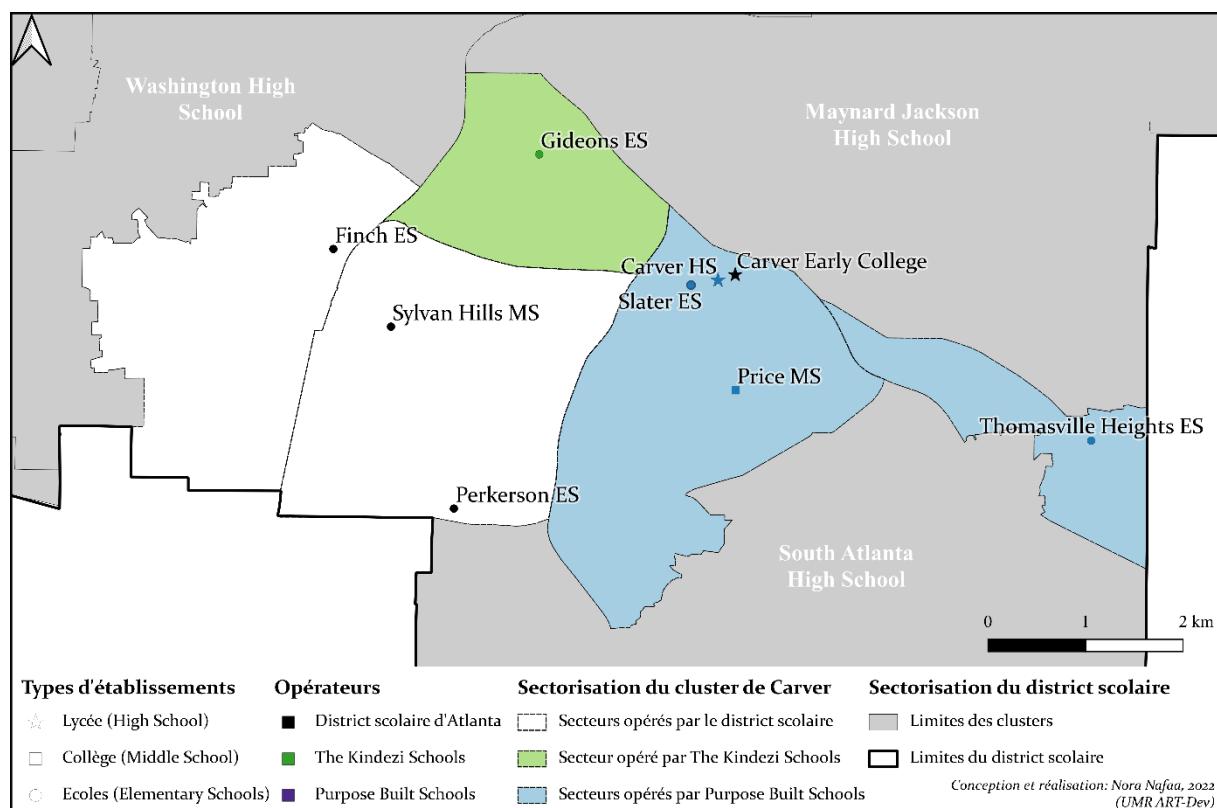 Washington High
School
Maynard Jackson
High School
Gideons ES
Finch ES
Carver HS
Carver Early College
Slater ES
Sylvan Hills MS
Price MS
Thomasville Heights ES
Perkerson ES
South Atlanta
High School
0 1 2 km
Types d'établissements
Lycée (High School)
Collège (Middle School)
Ecoles (Elementary Schools)
Opérateurs
District scolaire d'Atlanta
The Kindezi Schools
Purpose Built Schools
Sectorisation du cluster de Carver
Secteurs opérés par le district scolaire
Secteur opéré par The Kindezi Schools
Secteurs opérés par Purpose Built Schools
Sectorisation du district scolaire
Limites des clusters
Limites du district scolaire
Conception et réalisation: Nora Nafaa, 2022
(UMR ART-Dev)